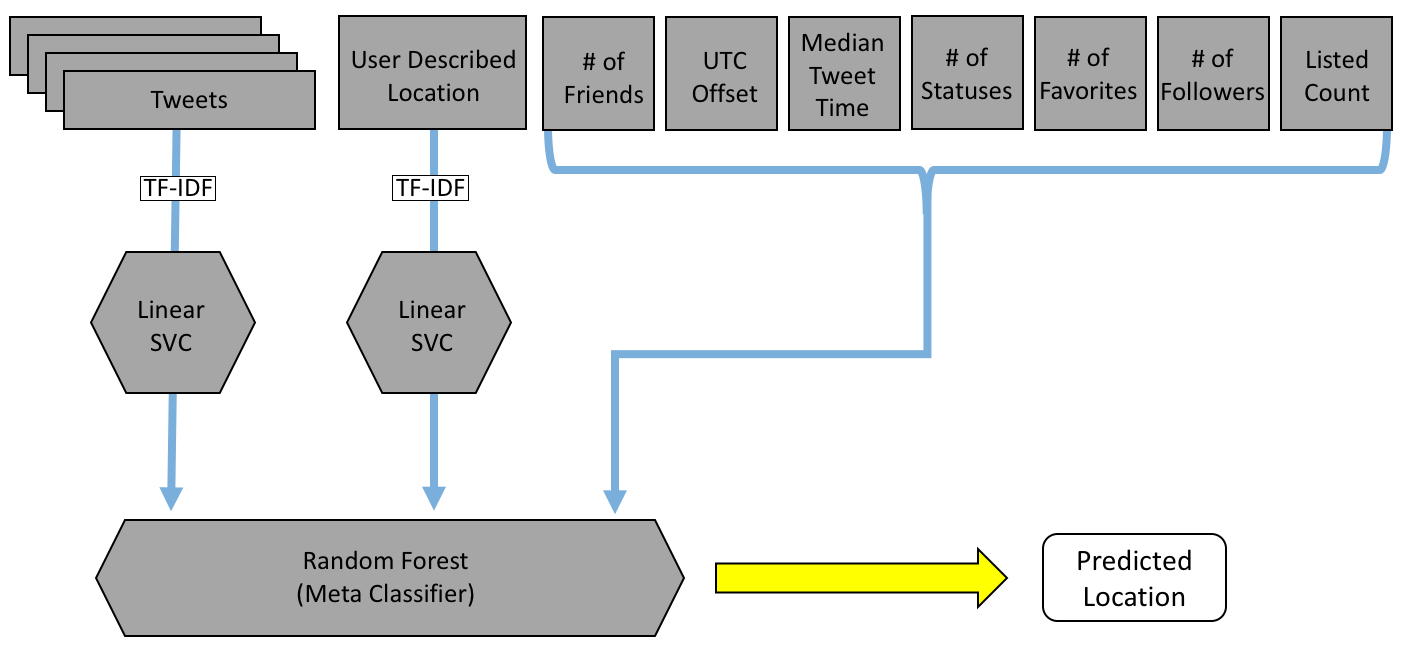 Tweets
User Described
Location
# of
Friends
UTC
Offset
Median
Tweet
Time
# of
Statuses
# of
Favorites
# of
Followers
Listed
Count
TF-IDF
TF-IDF
Linear
SVC
Linear
SVC
Random Forest
(Meta Classifier)
Predicted
Location